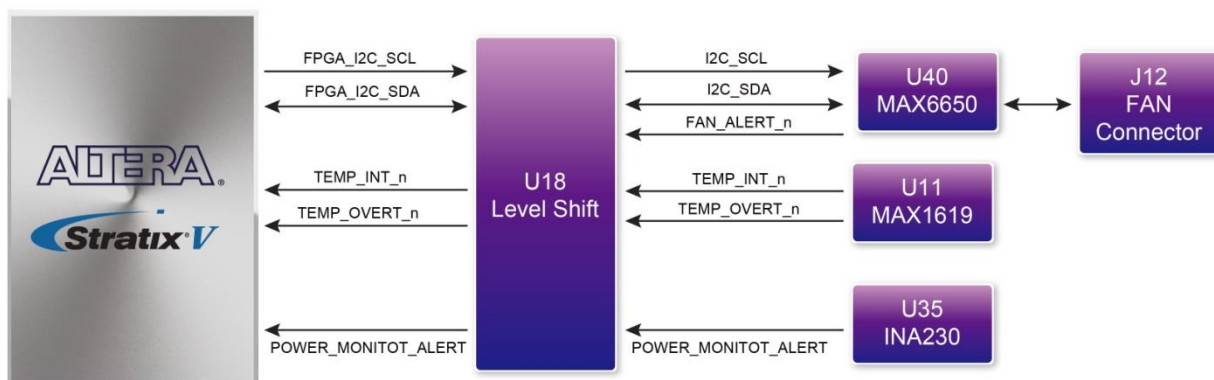 FPGA_I2C_SCL
FPGA_I2C_SDA
ALTERA®
Stratix® V
TEMP_INT_n
TEMP_OVERT_n
POWER_MONITOT_ALERT
U18
Level Shift
I2C_SCL
I2C_SDA
FAN_ALERT_n
TEMP_INT_n
TEMP_OVERT_n
POWER_MONITOT_ALERT
U40
MAX6650
U11
MAX1619
U35
INA230
J12
FAN
Connector